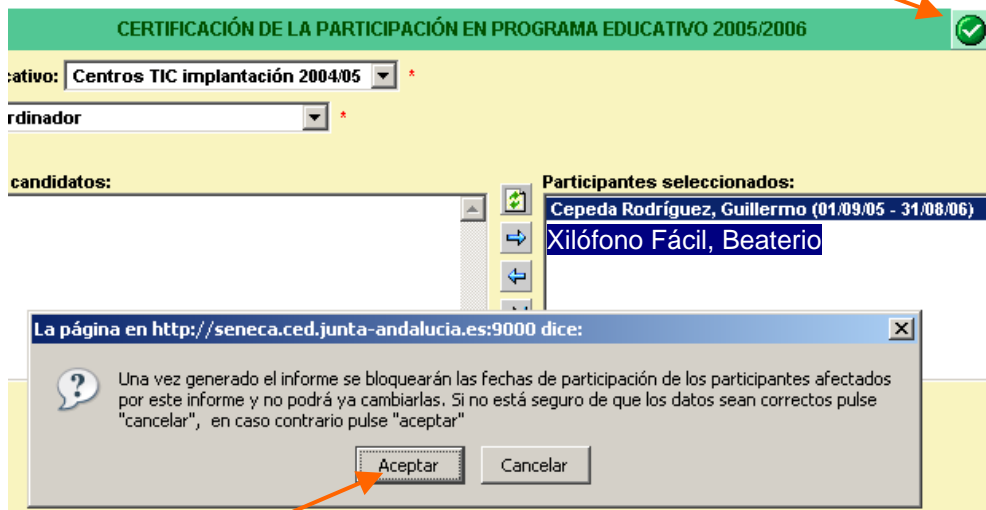 CERTIFICACIÓN DE LA PARTICIPACIÓN EN PROGRAMA EDUCATIVO 2005/2006
cativo: Centros TIC implantación 2004/05 *
rdinador *
candidatos:
Participantes seleccionados:
Cepeda Rodríguez, Guillermo (01/09/05 - 31/08/06)
Xilófono Fácil, Beaterio
La página en http://seneca.ced.junta-andalucia.es:9000 dice:
Una vez generado el informe se bloquearán las fechas de participación de los participantes afectados
por este informe y no podrá ya cambiarlas. Si no está seguro de que los datos sean correctos pulse
"cancelar", en caso contrario pulse "aceptar"
Aceptar Cancelar